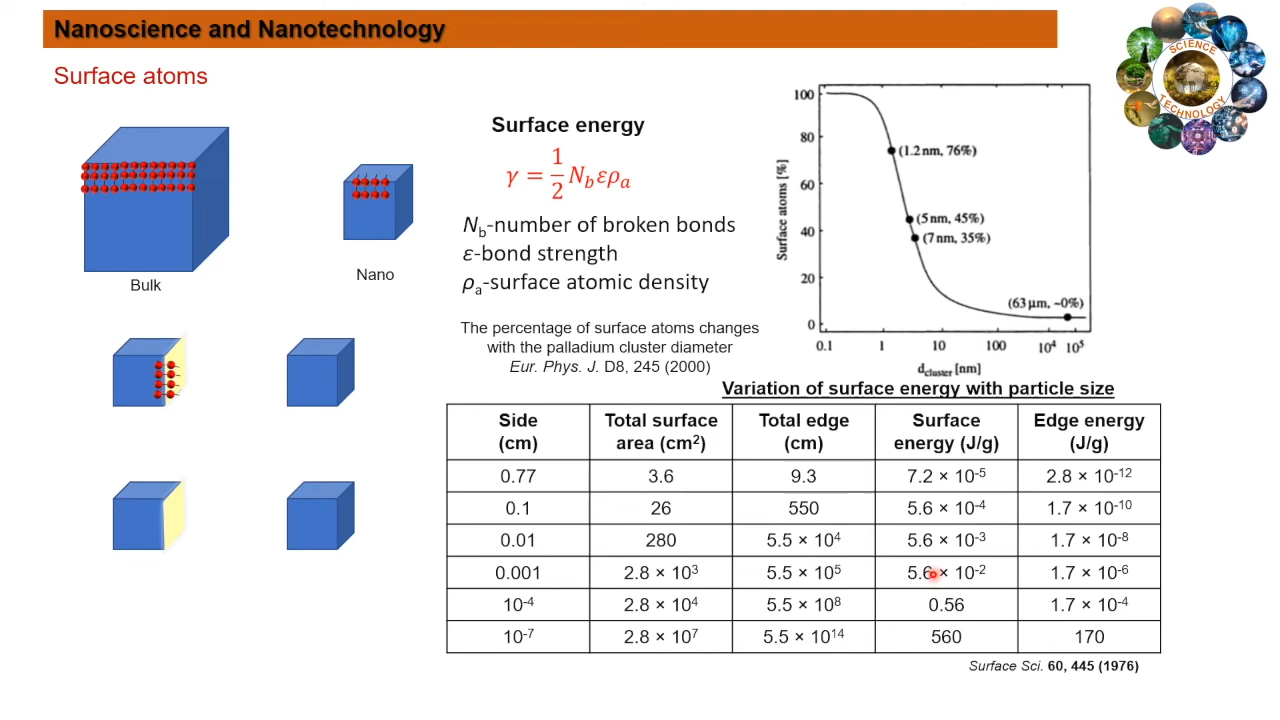 Nanoscience and Nanotechnology
SCIENCE
TECHNOLOGY
Surface atoms
Bulk
Nano
Surface energy
γ = 1/2 N_b ε ρ_a
N_b-number of broken bonds
ε-bond strength
ρ_a-surface atomic density
The percentage of surface atoms changes
with the palladium cluster diameter
Eur. Phys. J. D8, 245 (2000)
Surface atoms [%]
100
80
60
40
20
0
(1.2 nm, 76%)
(5 nm, 45%)
(7 nm, 35%)
(63 μm, ~0%)
0.1 1 10 100 10⁴ 10⁵
d_cluster [nm]
Variation of surface energy with particle size
Side (cm) | Total surface area (cm²) | Total edge (cm) | Surface energy (J/g) | Edge energy (J/g)
0.77 | 3.6 | 9.3 | 7.2 × 10⁻⁵ | 2.8 × 10⁻¹²
0.1 | 26 | 550 | 5.6 × 10⁻⁴ | 1.7 × 10⁻¹⁰
0.01 | 280 | 5.5 × 10⁴ | 5.6 × 10⁻³ | 1.7 × 10⁻⁸
0.001 | 2.8 × 10³ | 5.5 × 10⁵ | 5.6 × 10⁻² | 1.7 × 10⁻⁶
10⁻⁴ | 2.8 × 10⁴ | 5.5 × 10⁸ | 0.56 | 1.7 × 10⁻⁴
10⁻⁷ | 2.8 × 10⁷ | 5.5 × 10¹⁴ | 560 | 170
Surface Sci. 60, 445 (1976)